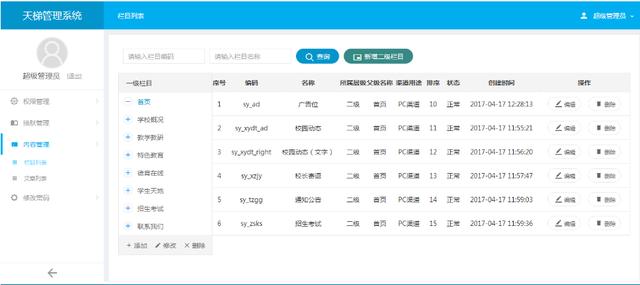 天梯管理系统
栏目列表
超级管理员
超级管理员
权限管理
内容管理
栏目列表
文章列表
修改密码
请输入栏目编码
请输入栏目名称
查询
新增二级栏目
一级栏目
首页
学校概况
教学教研
特色教育
德育在线
学生天地
招生考试
联系我们
添加 修改 删除
序号 编码 名称 所属层级 父级名称 渠道用途 排序 状态 创建时间 操作
1 sy_ad 广告位 二级 首页 PC渠道 10 正常 2017-04-17 12:28:13 编辑 删除
2 sy_xydt_ad 校园动态 二级 首页 PC渠道 11 正常 2017-04-17 11:55:21 编辑 删除
3 sy_xydt_right 校园动态（文字） 二级 首页 PC渠道 12 正常 2017-04-17 11:56:20 编辑 删除
4 sy_xzjy 校长寄语 二级 首页 PC渠道 13 正常 2017-04-17 11:57:47 编辑 删除
5 sy_tzgg 通知公告 二级 首页 PC渠道 14 正常 2017-04-17 11:59:03 编辑 删除
6 sy_zsks 招生考试 二级 首页 PC渠道 15 正常 2017-04-17 11:59:36 编辑 删除